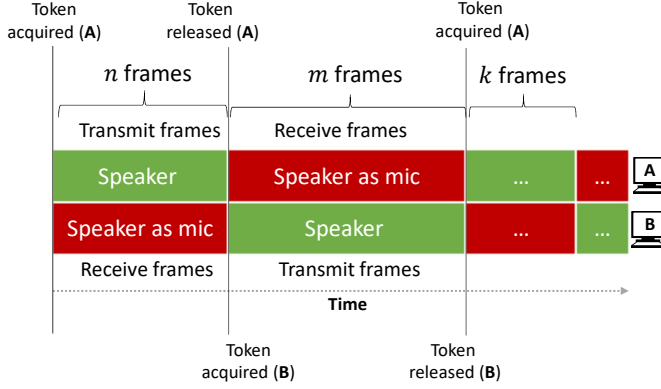 Token
acquired (A)
Token
released (A)
Token
acquired (A)
n frames
m frames
k frames
Transmit frames
Receive frames
Speaker
Speaker as mic
...
...
A
Speaker as mic
Speaker
...
...
B
Receive frames
Transmit frames
Time
Token
acquired (B)
Token
released (B)